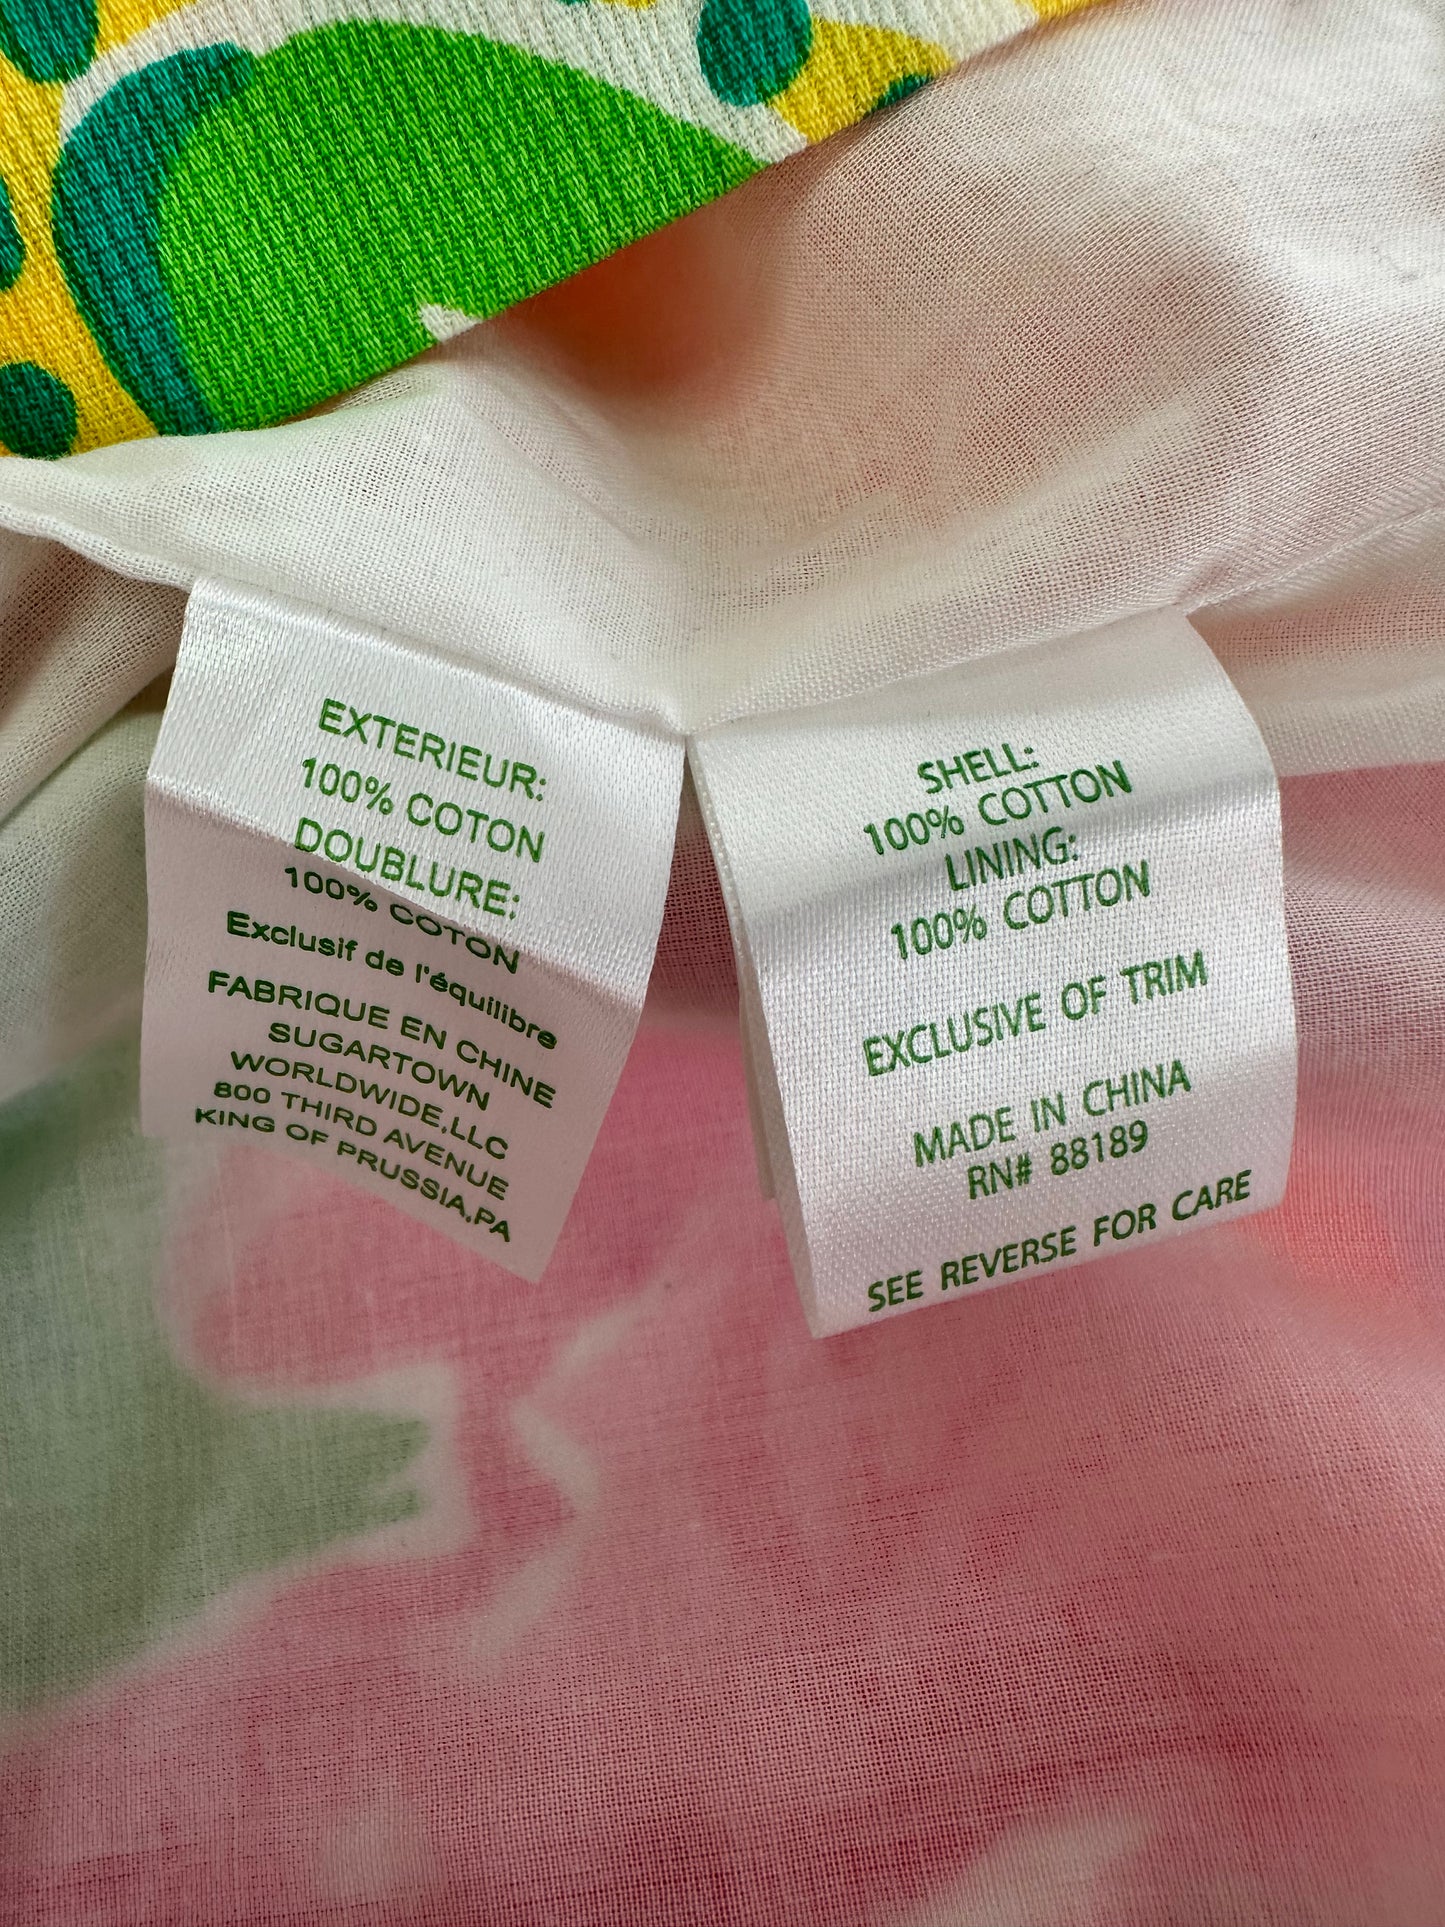 EXTERIEUR:
100% COTON
DOUBLURE:
100% COTON
Exclusif de l'équilibre
FABRIQUE EN CHINE
SUGARTOWN
WORLDWIDE,LLC
800 THIRD AVENUE
KING OF PRUSSIA,PA
SHELL:
100% COTTON
LINING:
100% COTTON
EXCLUSIVE OF TRIM
MADE IN CHINA
RN# 88189
SEE REVERSE FOR CARE